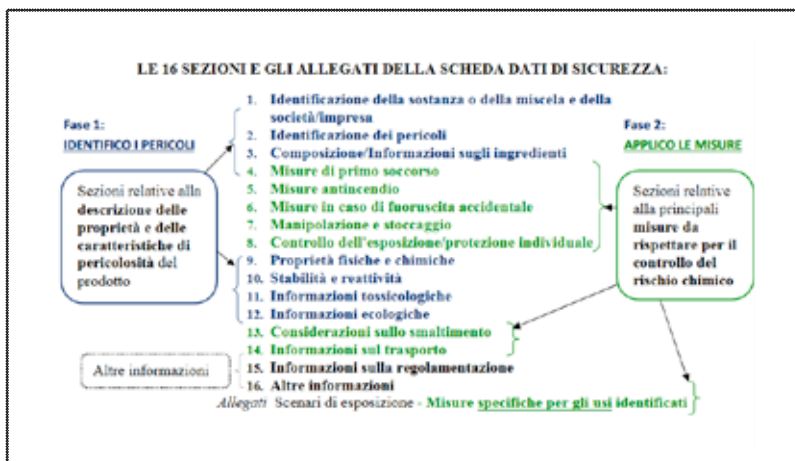 LE 16 SEZIONI E GLI ALLEGATI DELLA SCHEDA DATI DI SICUREZZA:
Fase 1:
IDENTIFICO I PERICOLI
Sezioni relative alla
descrizione delle
proprietà e delle
caratteristiche di
pericolosità del
prodotto
1. Identificazione della sostanza o della miscela e della
società/impresa
2. Identificazione dei pericoli
3. Composizione/Informazioni sugli ingredienti
4. Misure di primo soccorso
5. Misure antincendio
6. Misure in caso di fuoruscita accidentale
7. Manipolazione e stoccaggio
8. Controllo dell'esposizione/protezione individuale
9. Proprietà fisiche e chimiche
10. Stabilità e reattività
11. Informazioni tossicologiche
12. Informazioni ecologiche
13. Considerazioni sullo smaltimento
14. Informazioni sul trasporto
15. Informazioni sulla regolamentazione
16. Altre informazioni
Allegati Scenari di esposizione - Misure specifiche per gli usi identificati
Fase 2:
APPLICO LE MISURE
Sezioni relative
alla principali
misure da
rispettare per il
controllo del
rischio chimico
Altre informazioni